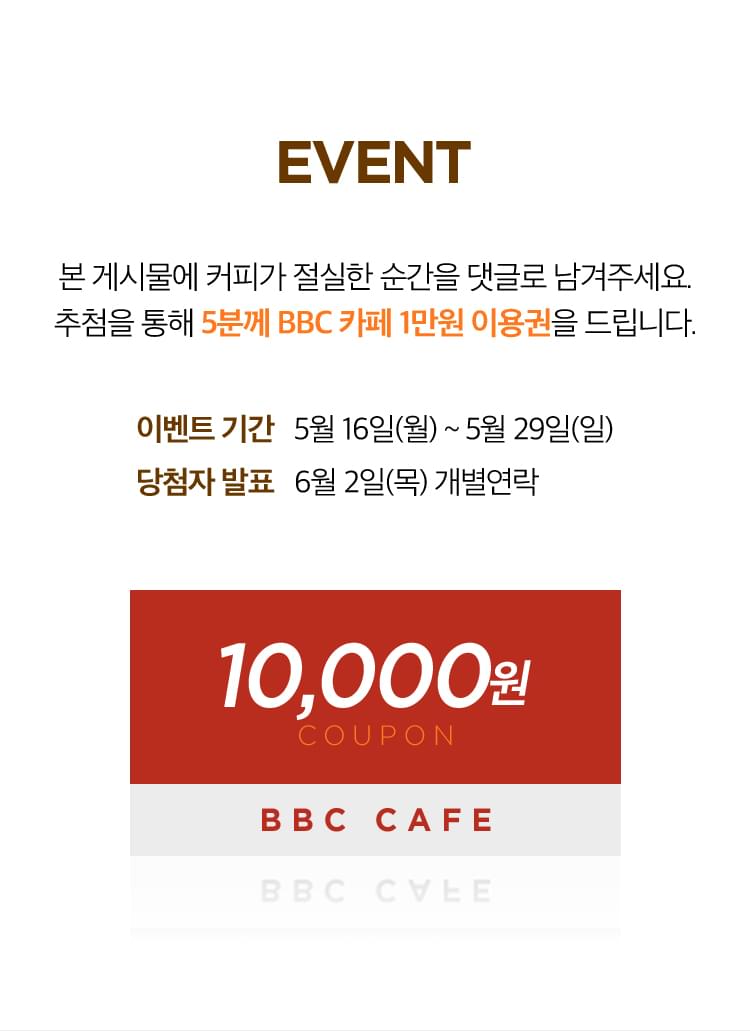 EVENT
본 게시물에 커피가 절실한 순간을 댓글로 남겨주세요.
추첨을 통해 5분께 BBC 카페 1만원 이용권을 드립니다.
이벤트 기간 5월 16일(월) ~ 5월 29일(일)
당첨자 발표 6월 2일(목) 개별연락
10,000원
COUPON
BBC CAFE